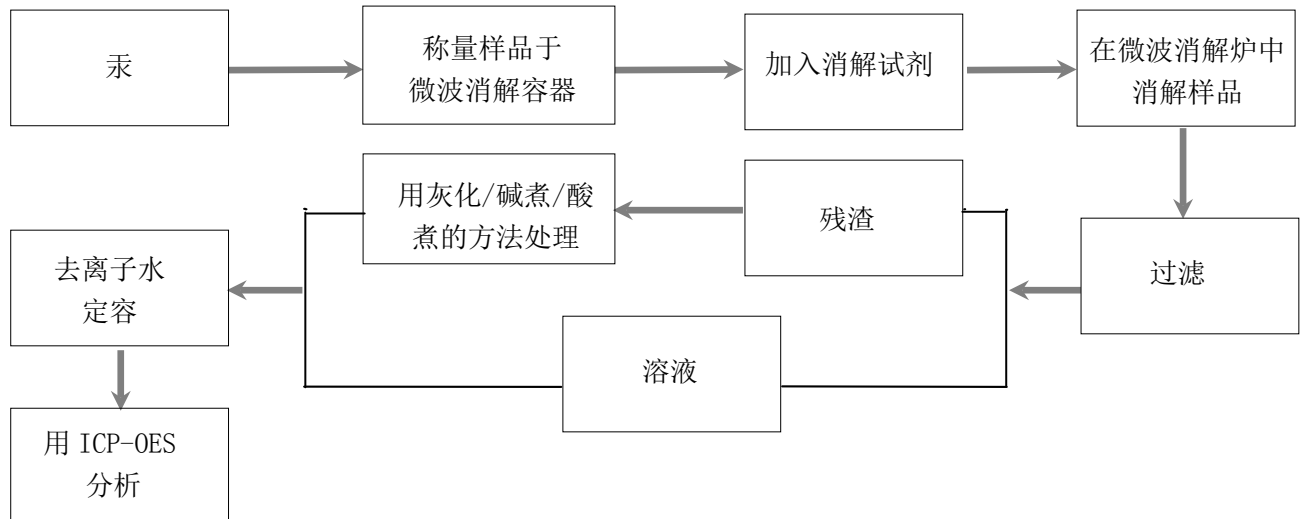 汞
称量样品于
微波消解容器
加入消解试剂
在微波消解炉中
消解样品
过滤
残渣
用灰化/碱煮/酸
煮的方法处理
溶液
去离子水
定容
用 ICP-OES
分析